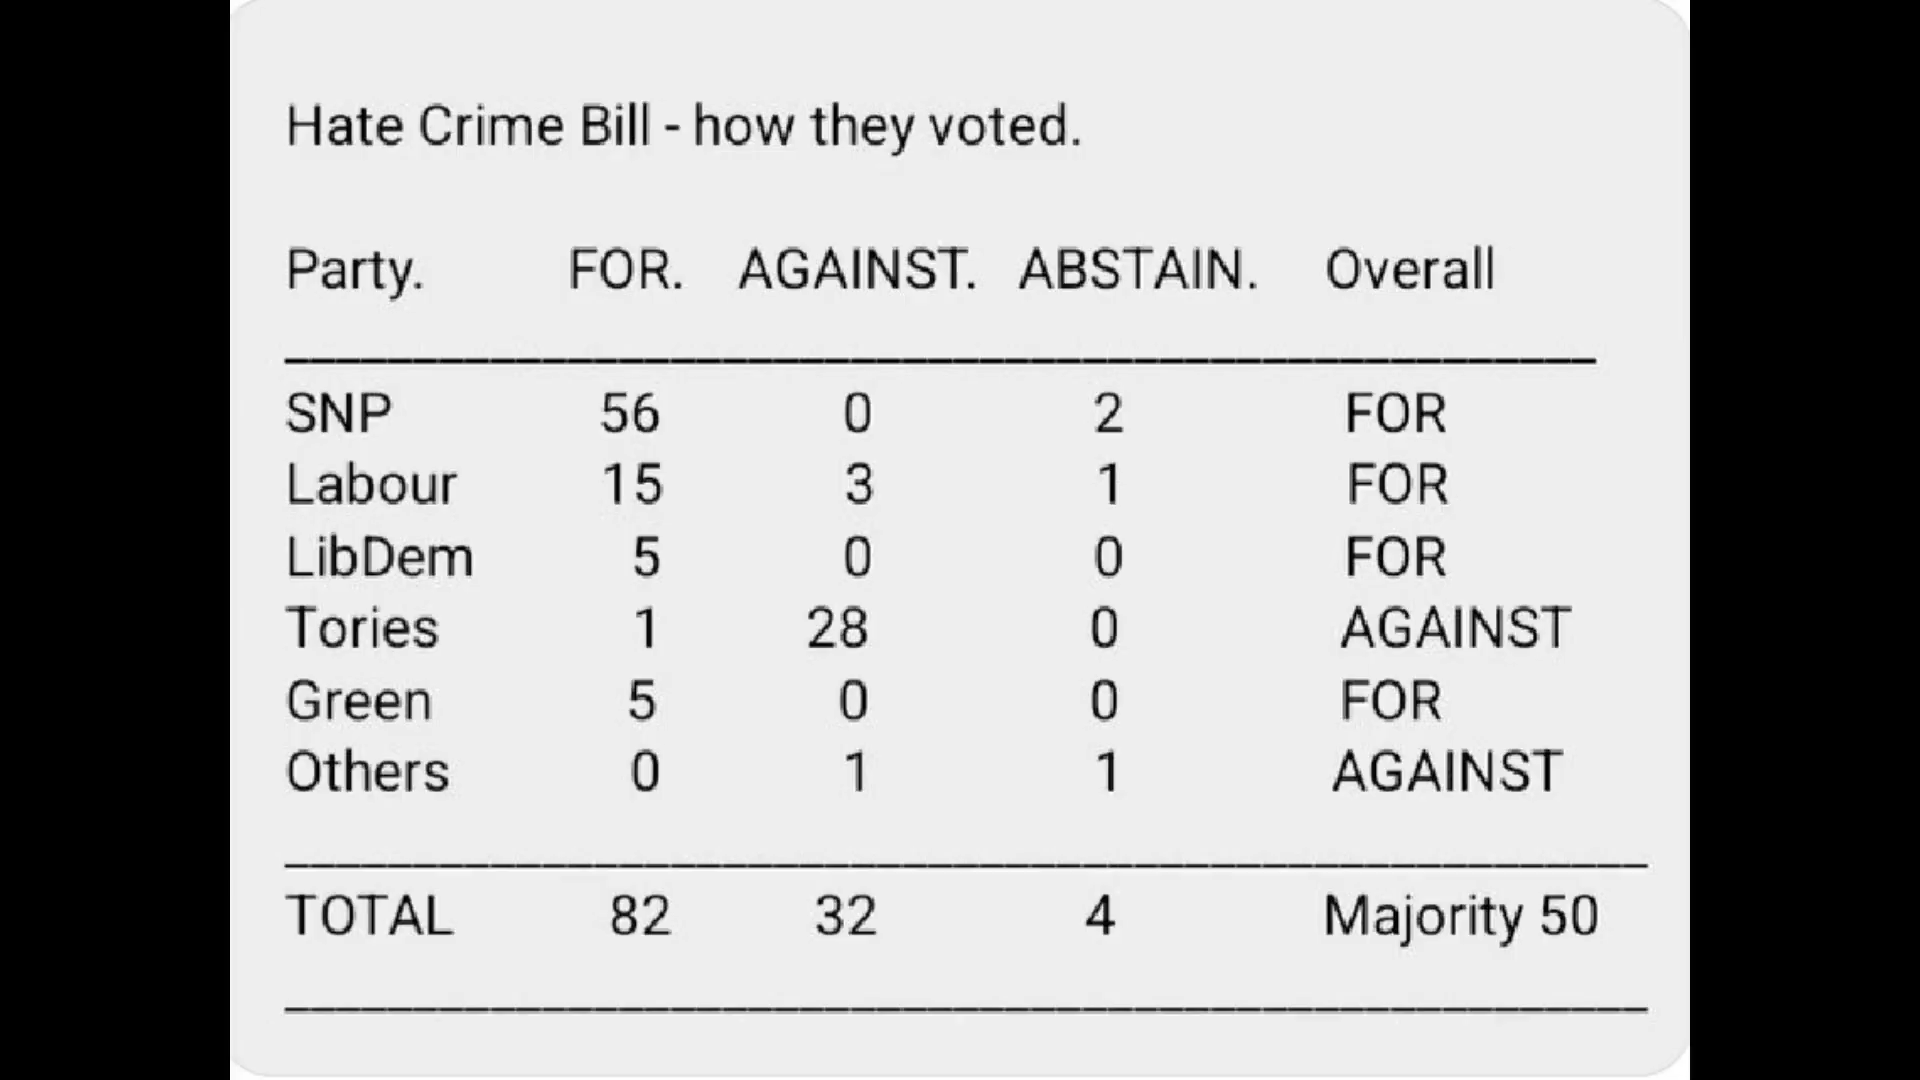 Hate Crime Bill - how they voted.
Party. FOR. AGAINST. ABSTAIN. Overall
SNP 56 0 2 FOR
Labour 15 3 1 FOR
LibDem 5 0 0 FOR
Tories 1 28 0 AGAINST
Green 5 0 0 FOR
Others 0 1 1 AGAINST
TOTAL 82 32 4 Majority 50